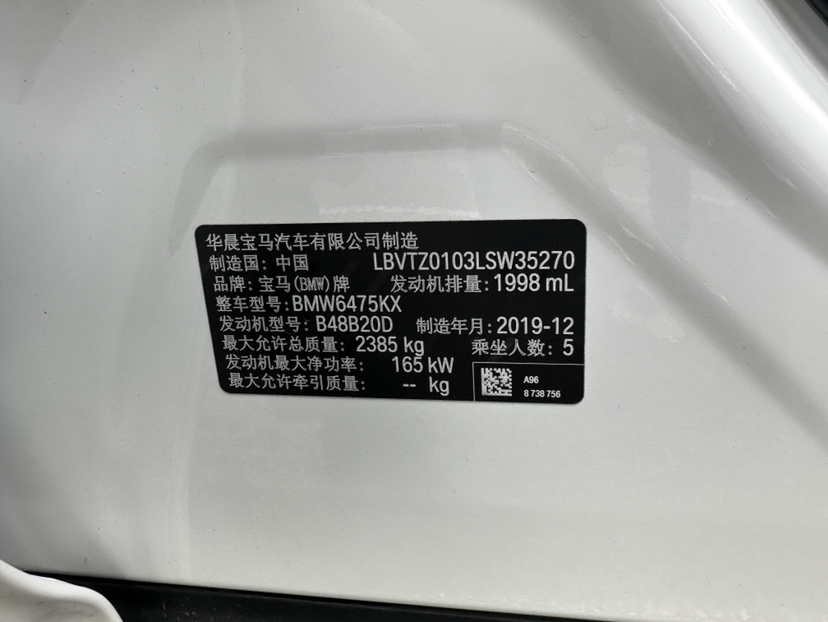 华晨宝马汽车有限公司制造
制造国: 中国 LBVTZ0103LSW35270
品牌: 宝马(BMW)牌 发动机排量: 1998 mL
整车型号: BMW6475KX
发动机型号: B48B20D 制造年月: 2019-12
最大允许总质量: 2385 kg 乘坐人数: 5
发动机最大净功率: 165 kW
最大允许牵引质量: -- kg
A96
8 738 756